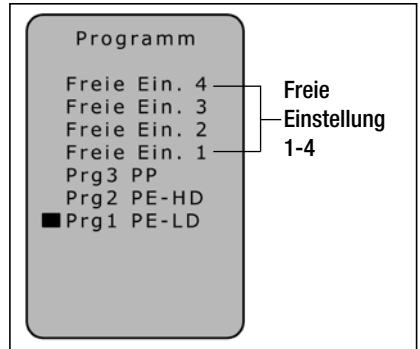 Programm
Freie Ein. 4
Freie Ein. 3
Freie Ein. 2
Freie Ein. 1
Prg3 PP
Prg2 PE-HD
Prg1 PE-LD
Freie
Einstellung
1-4